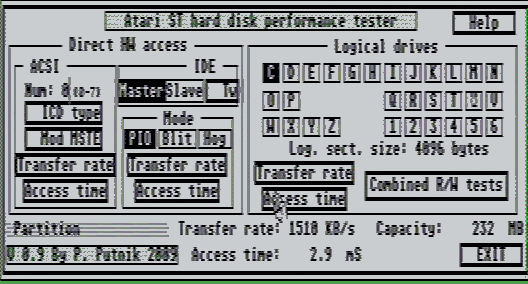 Atari ST hard disk performance tester
Help
Direct HW access
Logical drives
ACSI
IDE
Num: 0 (0-7)
Master Slave Tw
C D E F G H I J K L M N
ICD type
Mode
O P Q R S T U V
Mod MSTE
PIO Blit Hog
W X Y Z 1 2 3 4 5 6
Log. sect. size: 4096 bytes
Transfer rate
Transfer rate
Transfer rate
Access time
Access time
Access time
Combined R/W tests
Partition
Transfer rate: 1510 KB/s
Capacity: 232 MB
V 0.9 By P. Putnik 2009
Access time: 2.9 mS
EXIT